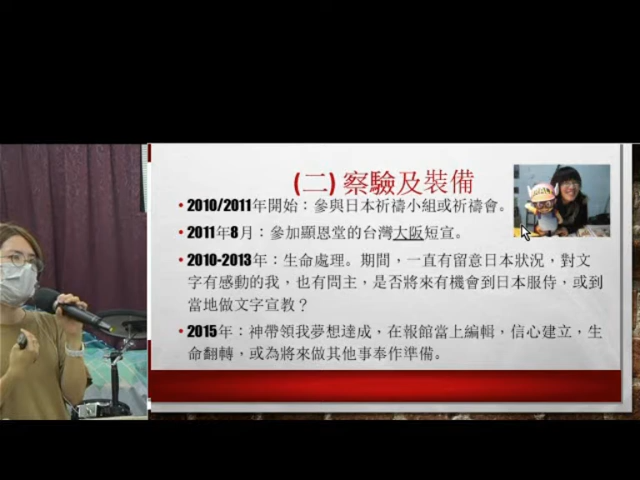 (二) 察驗及裝備
• 2010/2011年開始：參與日本祈禱小組或祈禱會。
• 2011年8月：參加顯恩堂的台灣大阪短宣。
• 2010-2013年：生命處理。期間，一直有留意日本狀況，對文
字有感動的我，也有問主，是否將來有機會到日本服侍，或到
當地做文字宣教？
• 2015年：神帶領我夢想達成，在報館當上編輯，信心建立，生
命翻轉，或為將來做其他事奉作準備。